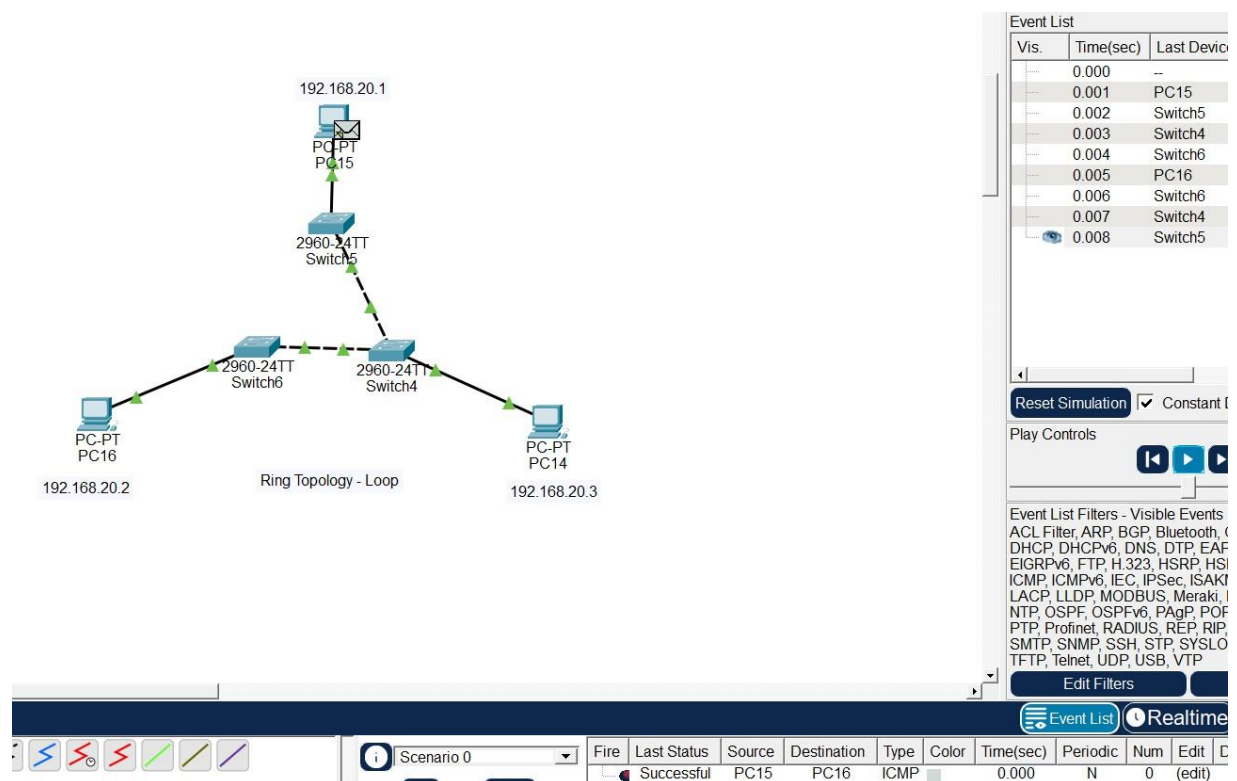 Event List
Vis. Time(sec) Last Device
0.000 --
0.001 PC15
0.002 Switch5
0.003 Switch4
0.004 Switch6
0.005 PC16
0.006 Switch6
0.007 Switch4
0.008 Switch5
192.168.20.1
PC-PT
PC15
2960-24TT
Switch5
2960-24TT
Switch6
2960-24TT
Switch4
PC-PT
PC16
PC-PT
PC14
192.168.20.2
Ring Topology - Loop
192.168.20.3
Reset Simulation Constant
Play Controls
Event List Filters - Visible Events
ACL Filter, ARP, BGP, Bluetooth,
DHCP, DHCPv6, DNS, DTP,
EIGRPv6, FTP, H.323, HSRP,
ICMP, ICMPv6, IEC, IPSec,
LACP, LLDP, MODBUS, Meraki,
NTP, OSPF, OSPFv6, PAgP,
PTP, Profinet, RADIUS, REP, RIP,
SMTP, SNMP, SSH, STP,
TFTP, Telnet, UDP, USB, VTP
Edit Filters
Event List Realtime
Scenario 0
Fire Last Status Source Destination Type Color Time(sec) Periodic Num Edit
Successful PC15 PC16 ICMP 0.000 N 0 (edit)